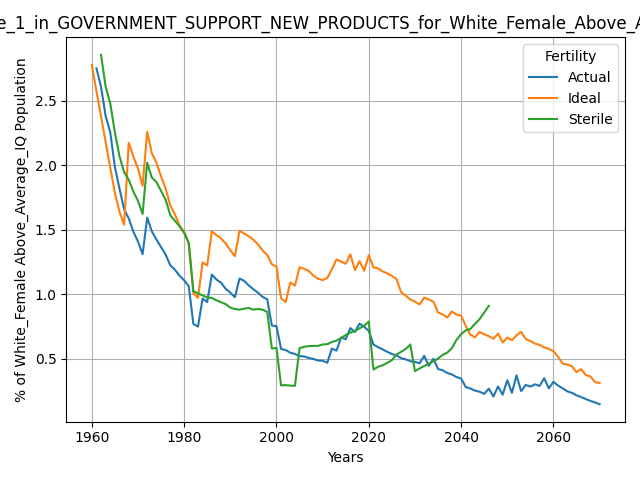 e_1_in_GOVERNMENT_SUPPORT_NEW_PRODUCTS_for_White_Female_Above_A
% of White_Female Above_Average_IQ Population
2.5
2.0
1.5
1.0
0.5
Fertility
Actual
Ideal
Sterile
1960 1980 2000 2020 2040 2060
Years